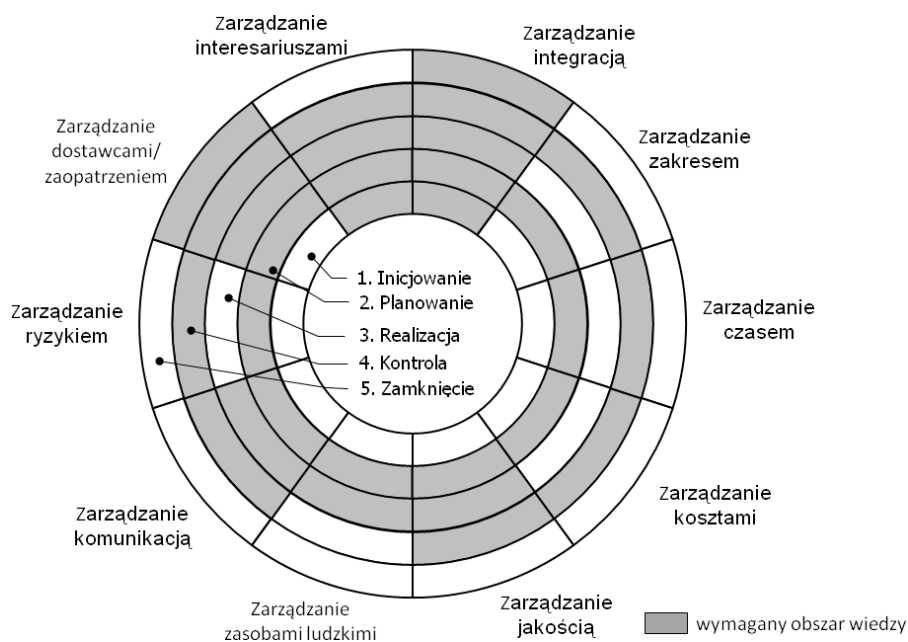 Zarządzanie
interesariuszami
Zarządzanie
integracją
Zarządzanie
dostawcami/
zaopatrzeniem
Zarządzanie
zakresem
1. Inicjowanie
2. Planowanie
3. Realizacja
4. Kontrola
5. Zamknięcie
Zarządzanie
ryzykiem
Zarządzanie
czasem
Zarządzanie
komunikacją
Zarządzanie
kosztami
Zarządzanie
zasobami ludzkimi
Zarządzanie
jakością
wymagany obszar wiedzy